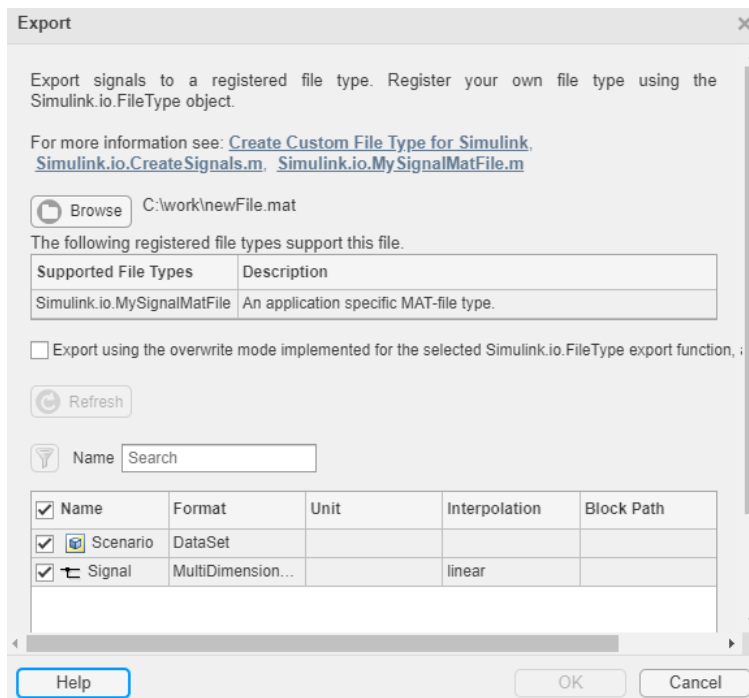 Export
Export signals to a registered file type. Register your own file type using the
Simulink.io.FileType object.
For more information see: Create Custom File Type for Simulink,
Simulink.io.CreateSignals.m, Simulink.io.MySignalMatFile.m
Browse C:\work\newFile.mat
The following registered file types support this file.
Supported File Types Description
Simulink.io.MySignalMatFile An application specific MAT-file type.
Export using the overwrite mode implemented for the selected Simulink.io.FileType export function,
Refresh
Name Search
Name Format Unit Interpolation Block Path
Scenario DataSet
Signal MultiDimension... linear
Help OK Cancel